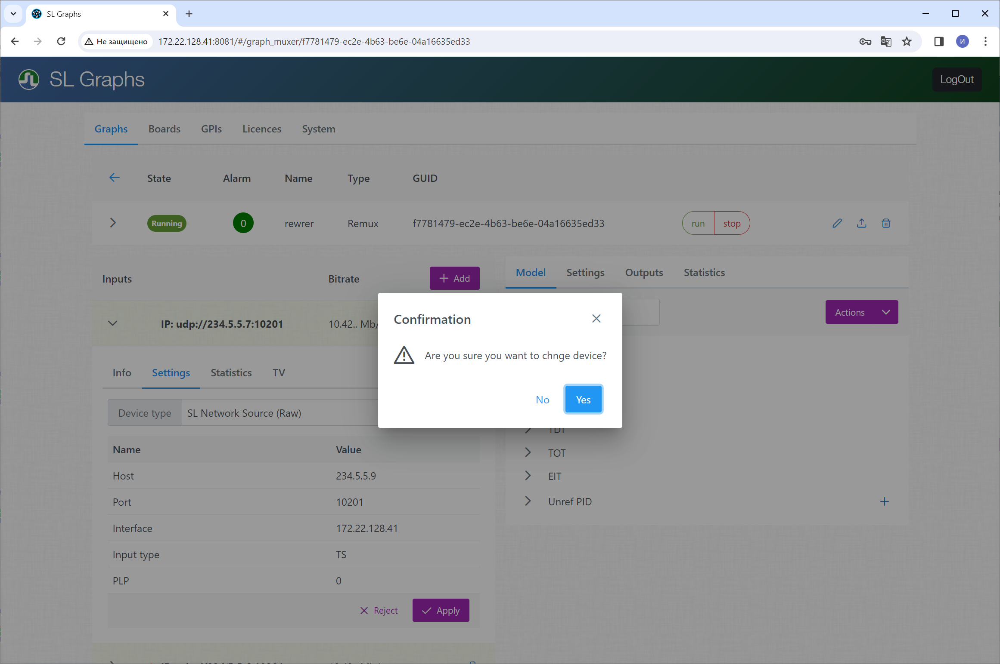 SL Graphs
Не защищено
172.22.128.41:8081/#/graph_muxer/f7781479-ec2e-4b63-be6e-04a16635ed33
И
SL Graphs
LogOut
Graphs Boards GPIs Licences System
State Alarm Name Type GUID
Running 0 rewrer Remux f7781479-ec2e-4b63-be6e-04a16635ed33 run stop
Inputs Bitrate Add
Model Settings Outputs Statistics
Actions
IP: udp://234.5.5.7:10201 10.42.. Mb/
Confirmation
Are you sure you want to chnge device?
No Yes
Info Settings Statistics TV
Device type SL Network Source (Raw)
Name Value
Host 234.5.5.9
Port 10201
Interface 172.22.128.41
Input type TS
PLP 0
Reject Apply
TDT
TOT
EIT
Unref PID